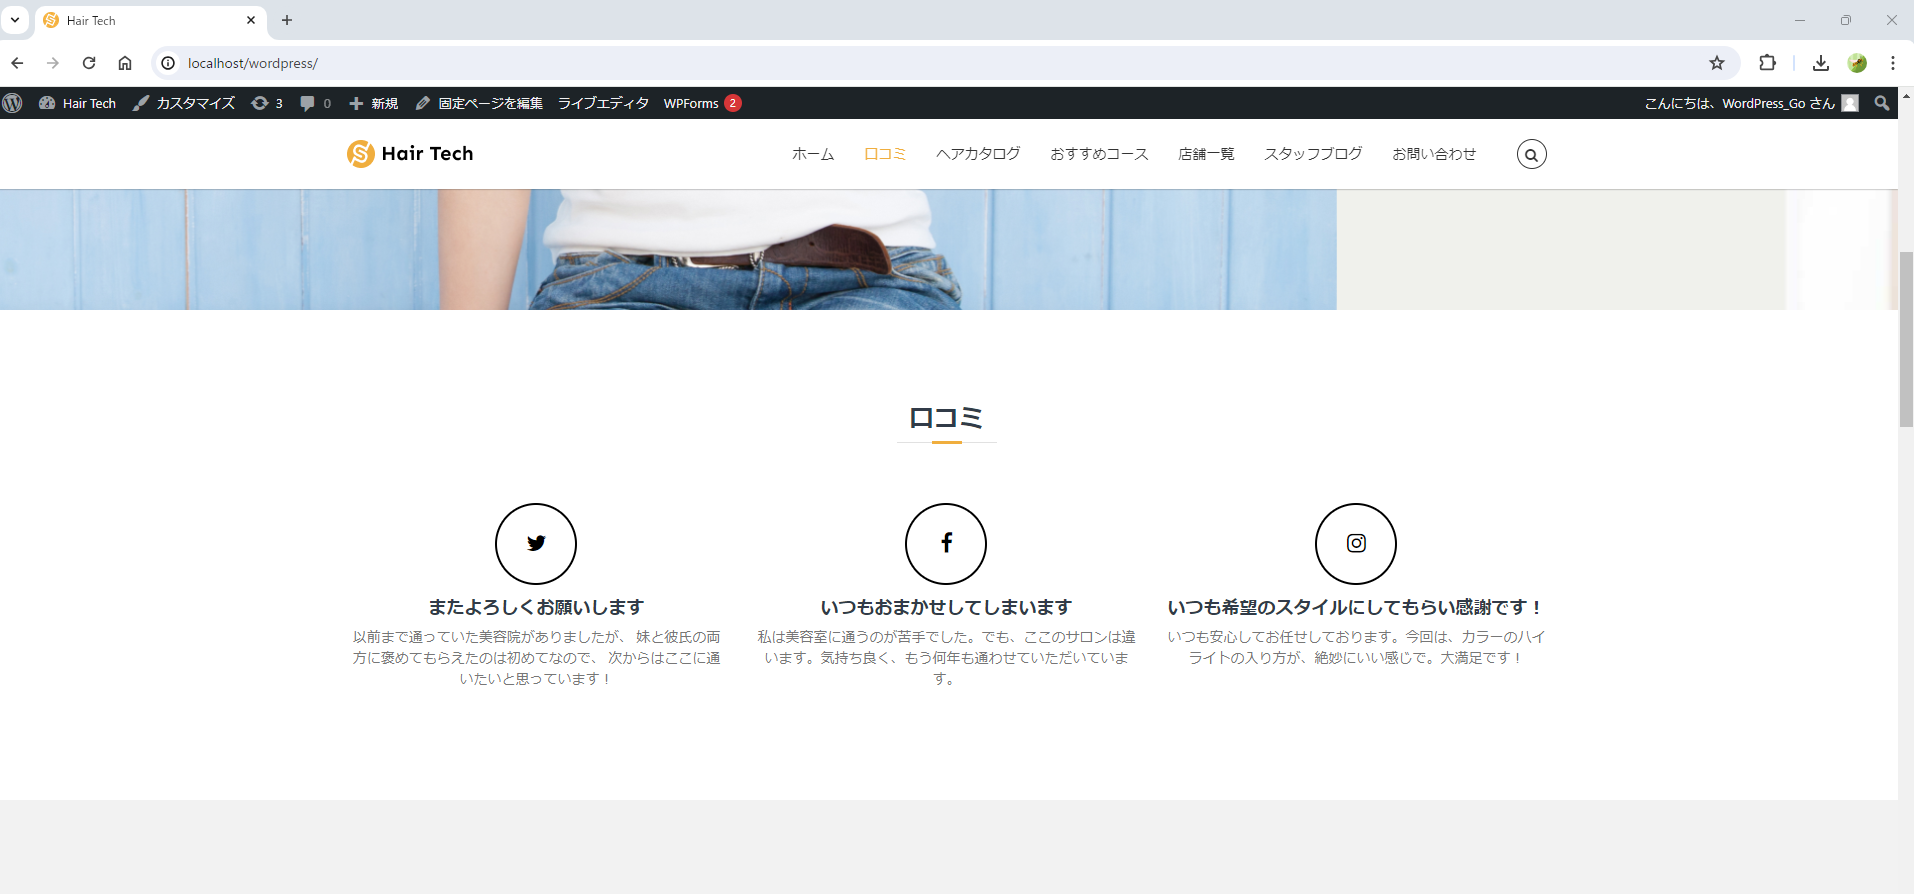 Hair Tech
localhost/wordpress/
Hair Tech カスタマイズ 3 0 新規 固定ページを編集 ライブエディタ WPForms 2 こんにちは、WordPress_Go さん
Hair Tech ホーム 口コミ ヘアカタログ おすすめコース 店舗一覧 スタッフブログ お問い合わせ
口コミ
またよろしくお願いします
以前まで通っていた美容院がありましたが、 妹と彼氏の両
方に褒めてもらえたのは初めてなので、 次からはここに通
いたいと思っています！
いつもおまかせしてしまいます
私は美容室に通うのが苦手でした。でも、ここのサロンは違
います。気持ち良く、もう何年も通わせていただいていま
す。
いつも希望のスタイルにしてもらい感謝です！
いつも安心してお任せしております。今回は、カラーのハイ
ライトの入り方が、絶妙にいい感じで。大満足です！